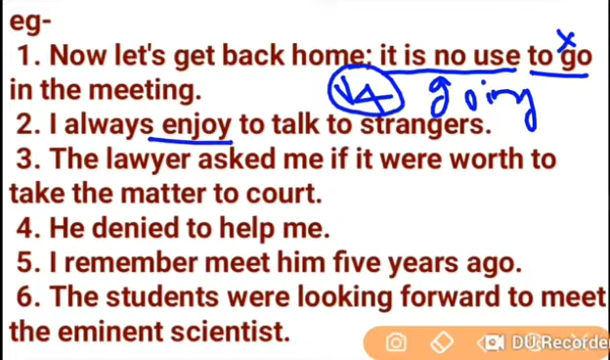 eg-
1. Now let's get back home; it is no use to go
in the meeting.
V4 going
2. I always enjoy to talk to strangers.
3. The lawyer asked me if it were worth to
take the matter to court.
4. He denied to help me.
5. I remember meet him five years ago.
6. The students were looking forward to meet
the eminent scientist.
DU Recorder